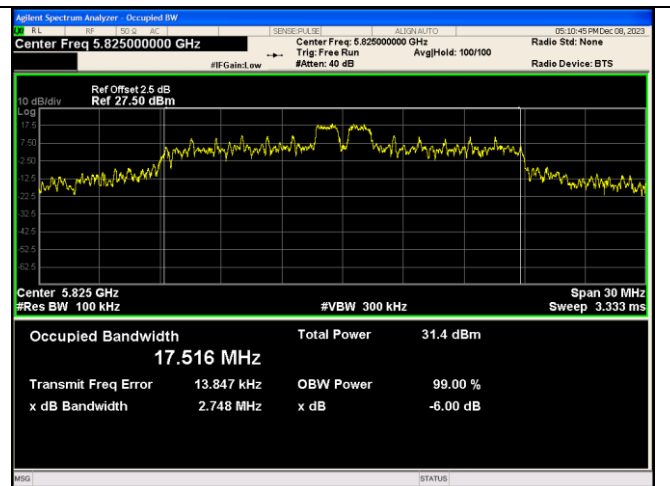 Agilent Spectrum Analyzer - Occupied BW
RL RF 50 Ω AC SENSE:PULSE ALIGN AUTO 05:10:45 PM Dec 08, 2023
Center Freq 5.825000000 GHz Center Freq: 5.825000000 GHz Radio Std: None
Trig: Free Run Avg|Hold: 100/100
#IFGain:Low #Atten: 40 dB Radio Device: BTS
Ref Offset 2.5 dB
10 dB/div Ref 27.50 dBm
Log
17.5
7.50
-2.50
-12.5
-22.5
-32.5
-42.5
-52.5
-62.5
Center 5.825 GHz Span 30 MHz
#Res BW 100 kHz #VBW 300 kHz Sweep 3.333 ms
Occupied Bandwidth Total Power 31.4 dBm
17.516 MHz
Transmit Freq Error 13.847 kHz OBW Power 99.00 %
x dB Bandwidth 2.748 MHz x dB -6.00 dB
MSG STATUS